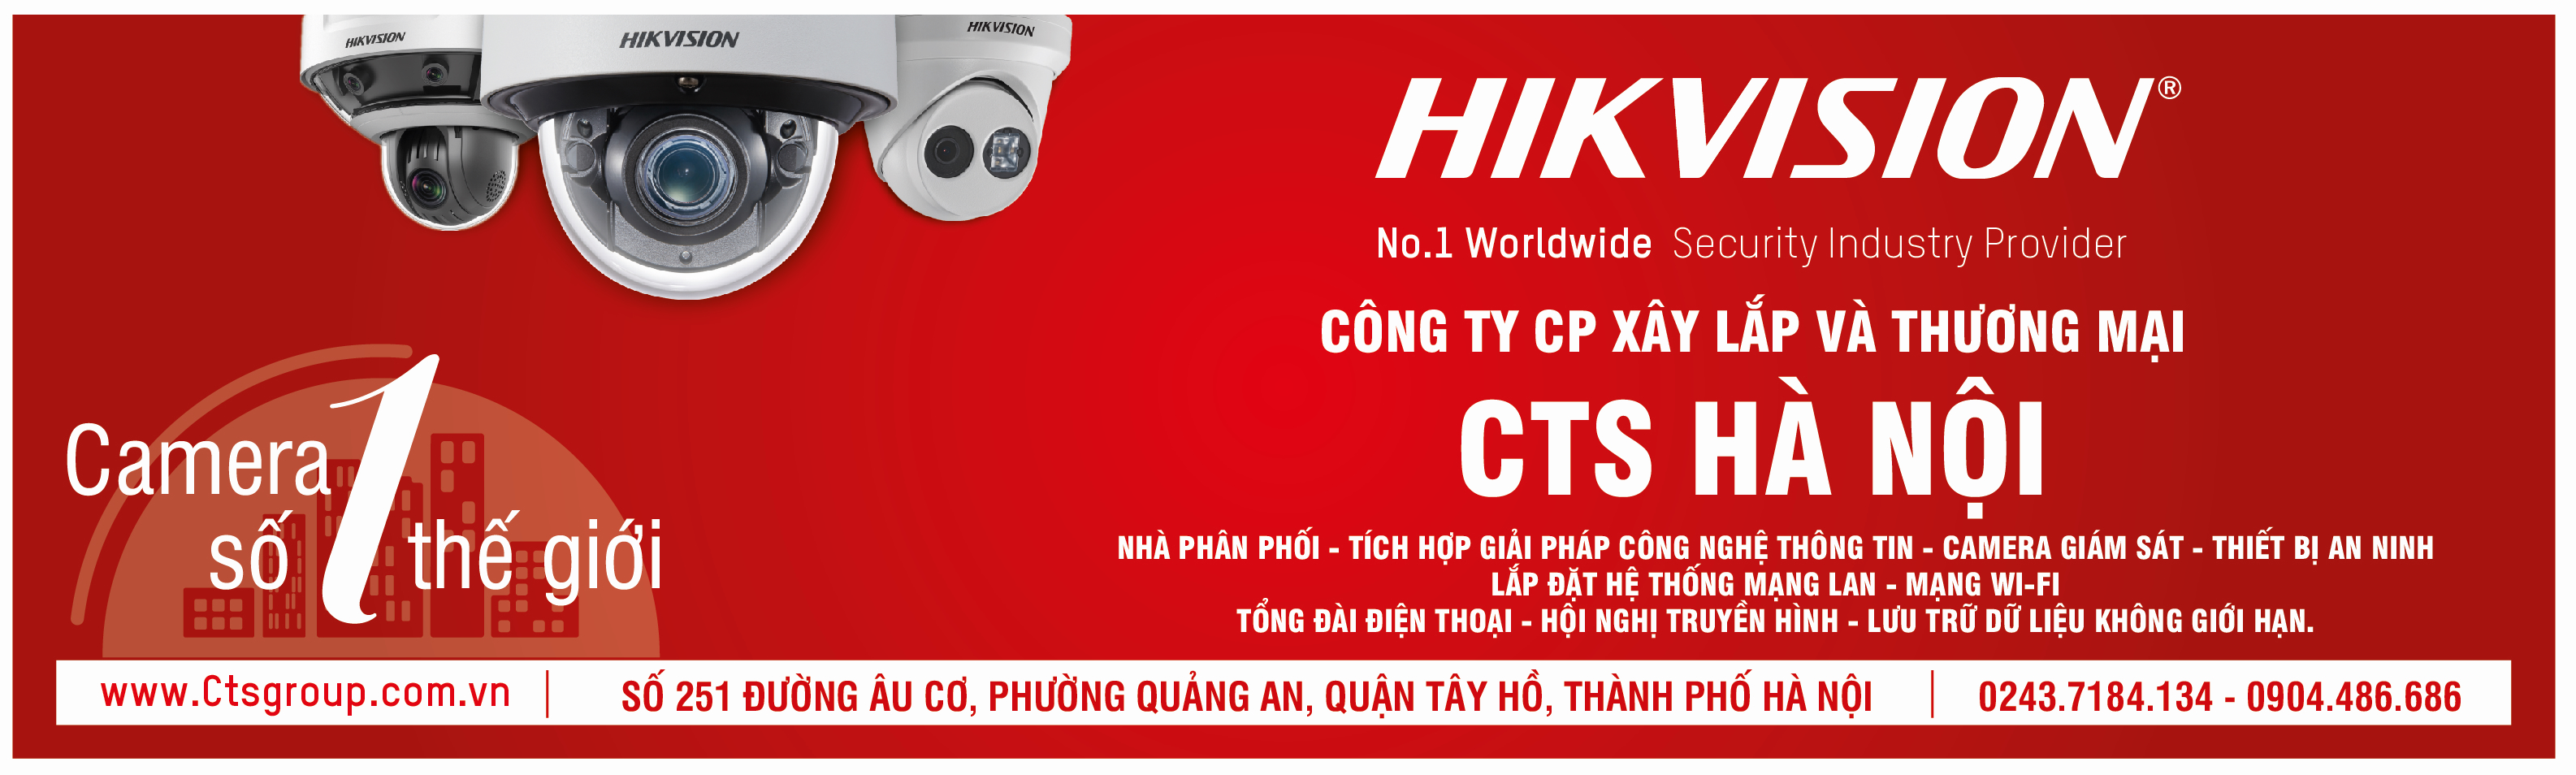 HIKVISION
HIKVISION
HIKVISION
HIKVISION®
No.1 Worldwide Security Industry Provider
CÔNG TY CP XÂY LẮP VÀ THƯƠNG MẠI
CTS HÀ NỘI
Camera 1
số thế giới
NHÀ PHÂN PHỐI - TÍCH HỢP GIẢI PHÁP CÔNG NGHỆ THÔNG TIN - CAMERA GIÁM SÁT - THIẾT BỊ AN NINH
LẮP ĐẶT HỆ THỐNG MẠNG LAN - MẠNG WI-FI
TỔNG ĐÀI ĐIỆN THOẠI - HỘI NGHỊ TRUYỀN HÌNH - LƯU TRỮ DỮ LIỆU KHÔNG GIỚI HẠN.
www.Ctsgroup.com.vn | SỐ 251 ĐƯỜNG ÂU CƠ, PHƯỜNG QUẢNG AN, QUẬN TÂY HỒ, THÀNH PHỐ HÀ NỘI | 0243.7184.134 - 0904.486.686